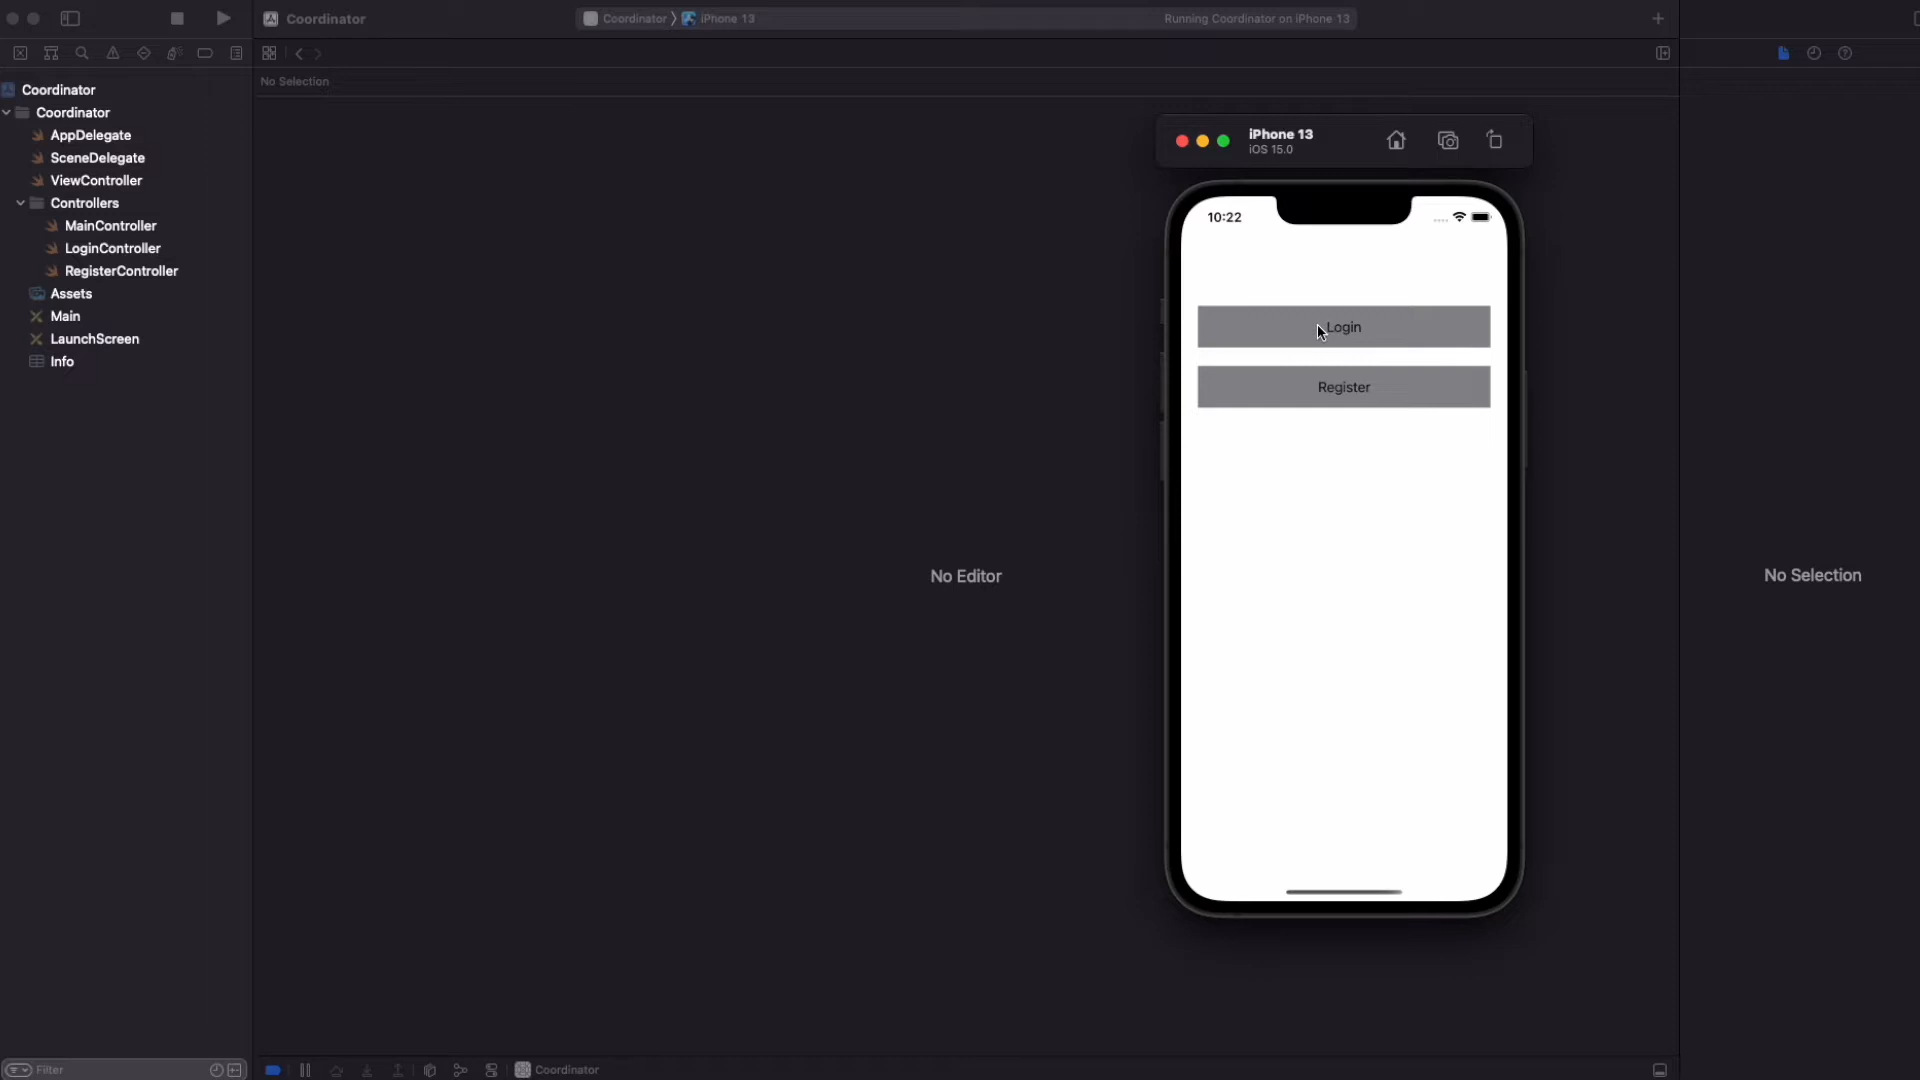 Coordinator
Coordinator
iPhone 13
Running Coordinator on iPhone 13
No Selection
Coordinator
Coordinator
AppDelegate
SceneDelegate
ViewController
Controllers
MainController
LoginController
RegisterController
Assets
Main
LaunchScreen
Info
iPhone 13
iOS 15.0
10:22
Login
Register
No Editor
No Selection
Filter
Coordinator